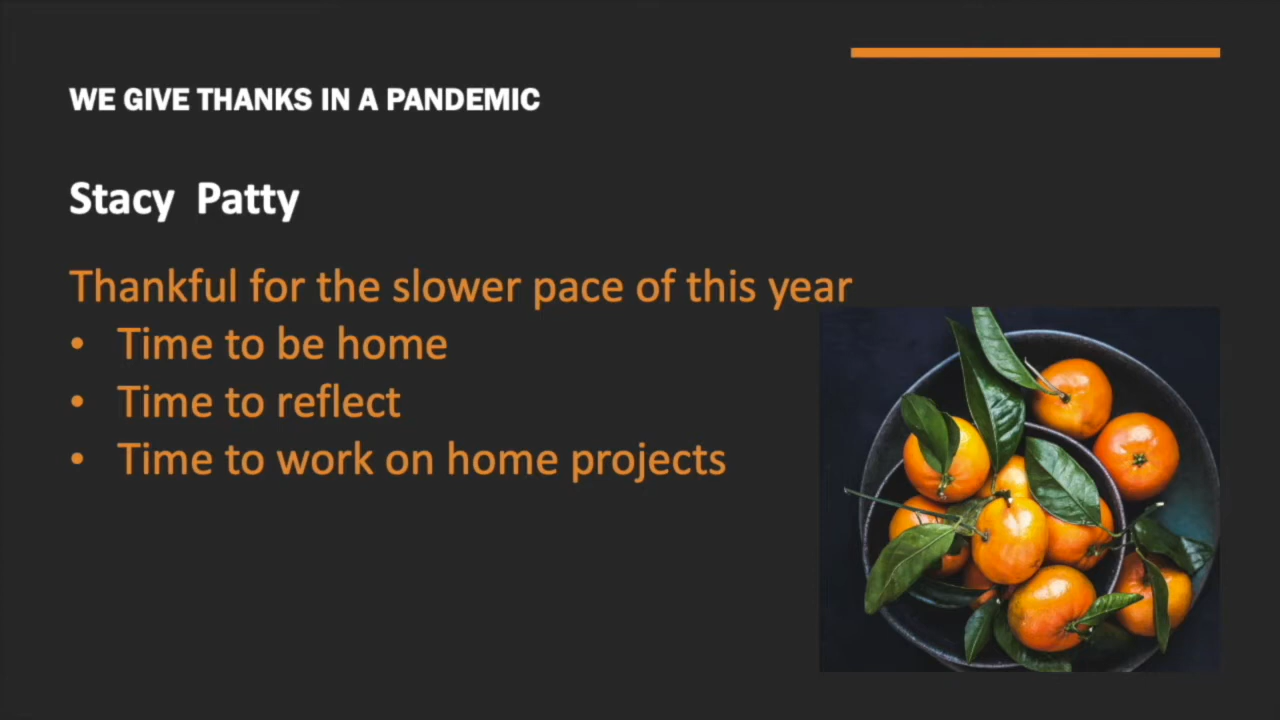 WE GIVE THANKS IN A PANDEMIC
Stacy Patty
Thankful for the slower pace of this year
• Time to be home
• Time to reflect
• Time to work on home projects